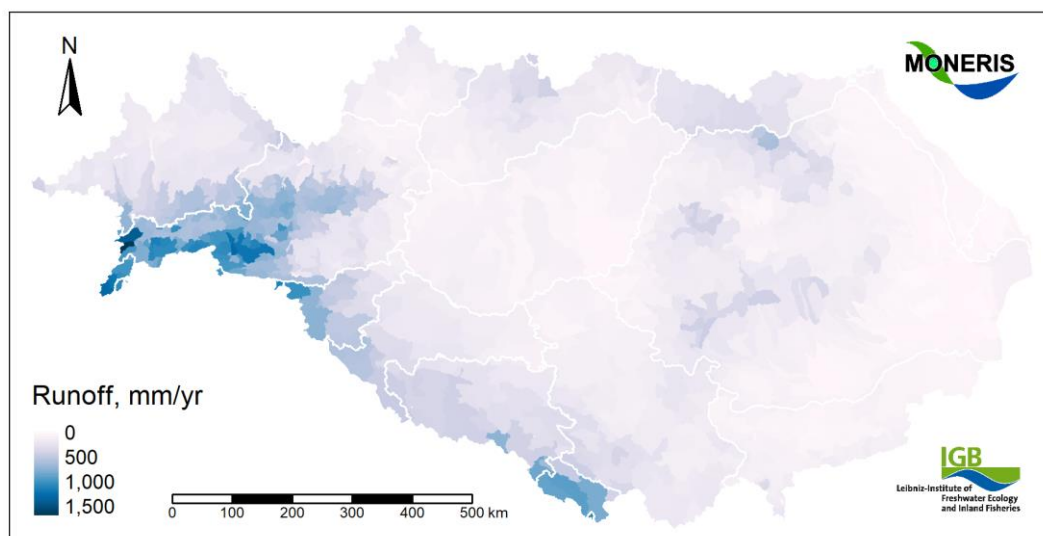 N
MONERIS
Runoff, mm/yr
0
500
1,000
1,500
0 100 200 300 400 500 km
IGB
Leibniz-Institute of
Freshwater Ecology
and Inland Fisheries